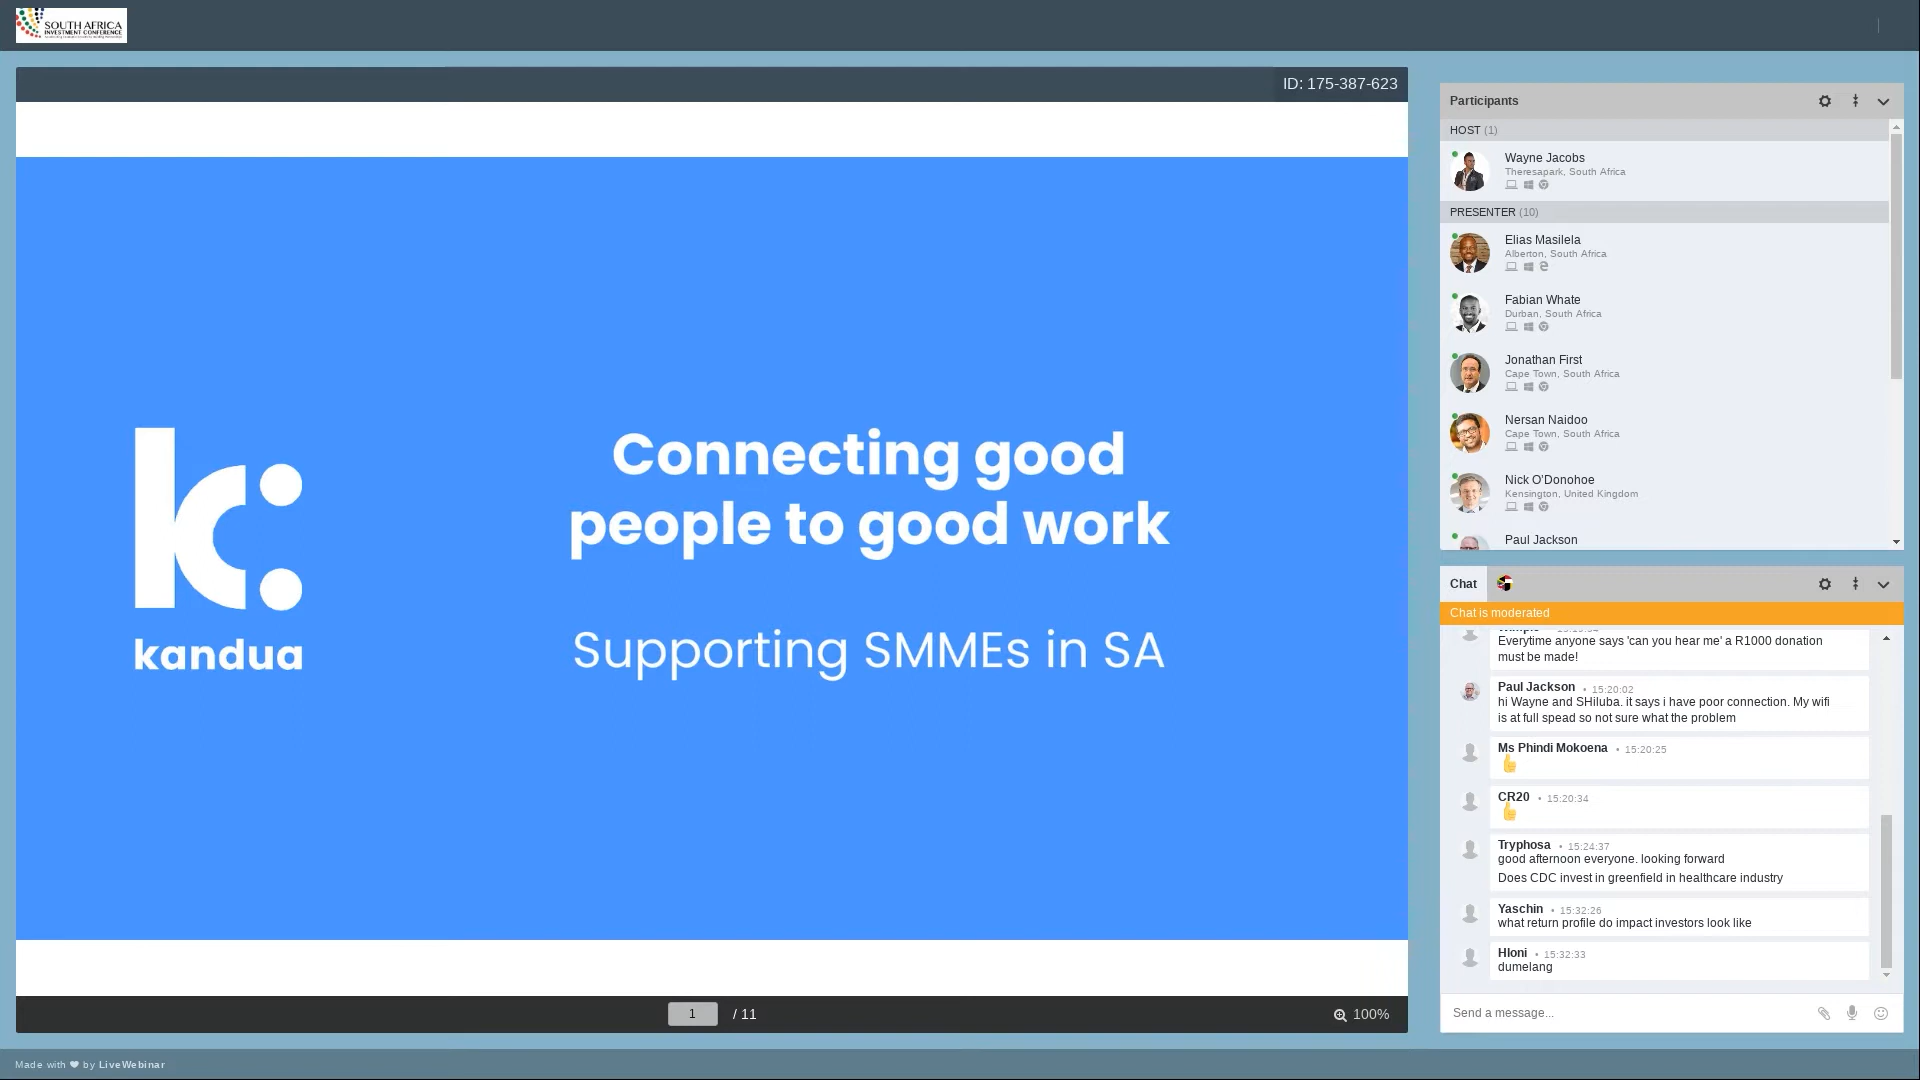 SOUTH AFRICA
INVESTMENT CONFERENCE
ID: 175-387-623
k:
kandua
Connecting good
people to good work
Supporting SMMEs in SA
1 / 11
100%
Participants
HOST (1)
Wayne Jacobs
Theresapark, South Africa
PRESENTER (10)
Elias Masilela
Alberton, South Africa
Fabian Whate
Durban, South Africa
Jonathan First
Cape Town, South Africa
Nersan Naidoo
Cape Town, South Africa
Nick O'Donohoe
Kensington, United Kingdom
Paul Jackson
Chat
Chat is moderated
Everytime anyone says 'can you hear me' a R1000 donation
must be made!
Paul Jackson • 15:20:02
hi Wayne and SHiluba. it says i have poor connection. My wifi
is at full spead so not sure what the problem
Ms Phindi Mokoena • 15:20:25
CR20 • 15:20:34
Tryphosa • 15:24:37
good afternoon everyone. looking forward
Does CDC invest in greenfield in healthcare industry
Yaschin • 15:32:26
what return profile do impact investors look like
Hloni • 15:32:33
dumelang
Send a message...
Made with ♥ by LiveWebinar